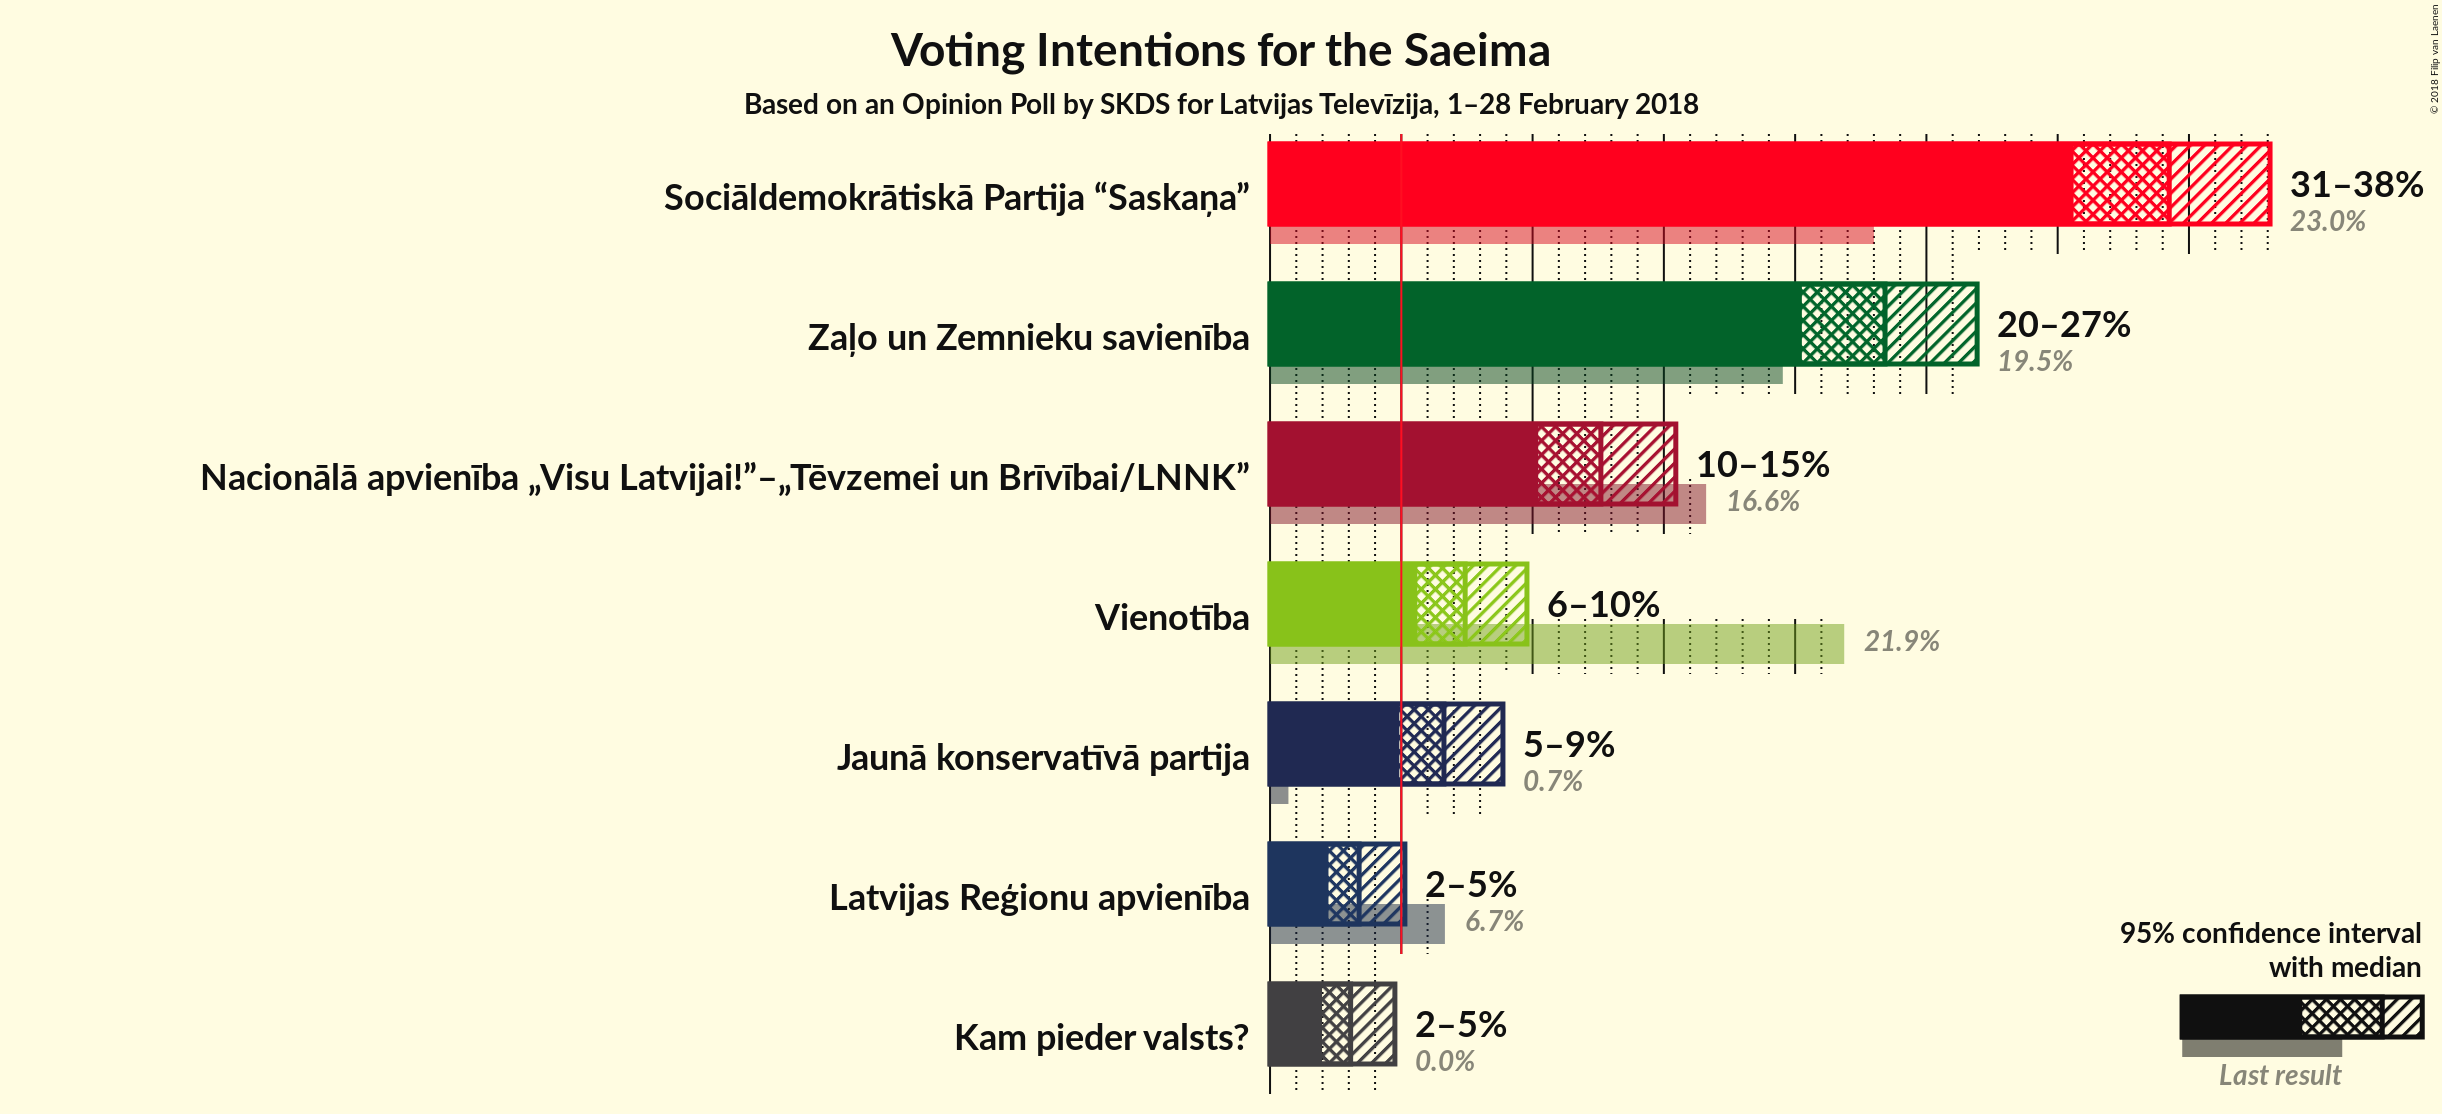 Voting Intentions for the Saeima
Based on an Opinion Poll by SKDS for Latvijas Televīzija, 1–28 February 2018
© 2018 Filip van Laenen
Sociāldemokrātiskā Partija “Saskaņa”
31–38%
23.0%
Zaļo un Zemnieku savienība
20–27%
19.5%
Nacionālā apvienība „Visu Latvijai!”–„Tēvzemei un Brīvībai/LNNK”
10–15%
16.6%
Vienotība
6–10%
21.9%
Jaunā konservatīvā partija
5–9%
0.7%
Latvijas Reģionu apvienība
2–5%
6.7%
Kam pieder valsts?
2–5%
0.0%
95% confidence interval
with median
Last result